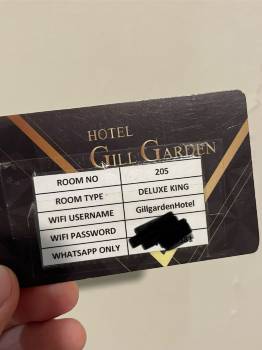 HOTEL
GILL GARDEN
ROOM NO 205
ROOM TYPE DELUXE KING
WIFI USERNAME GillgardenHotel
WIFI PASSWORD
WHATSAPP ONLY